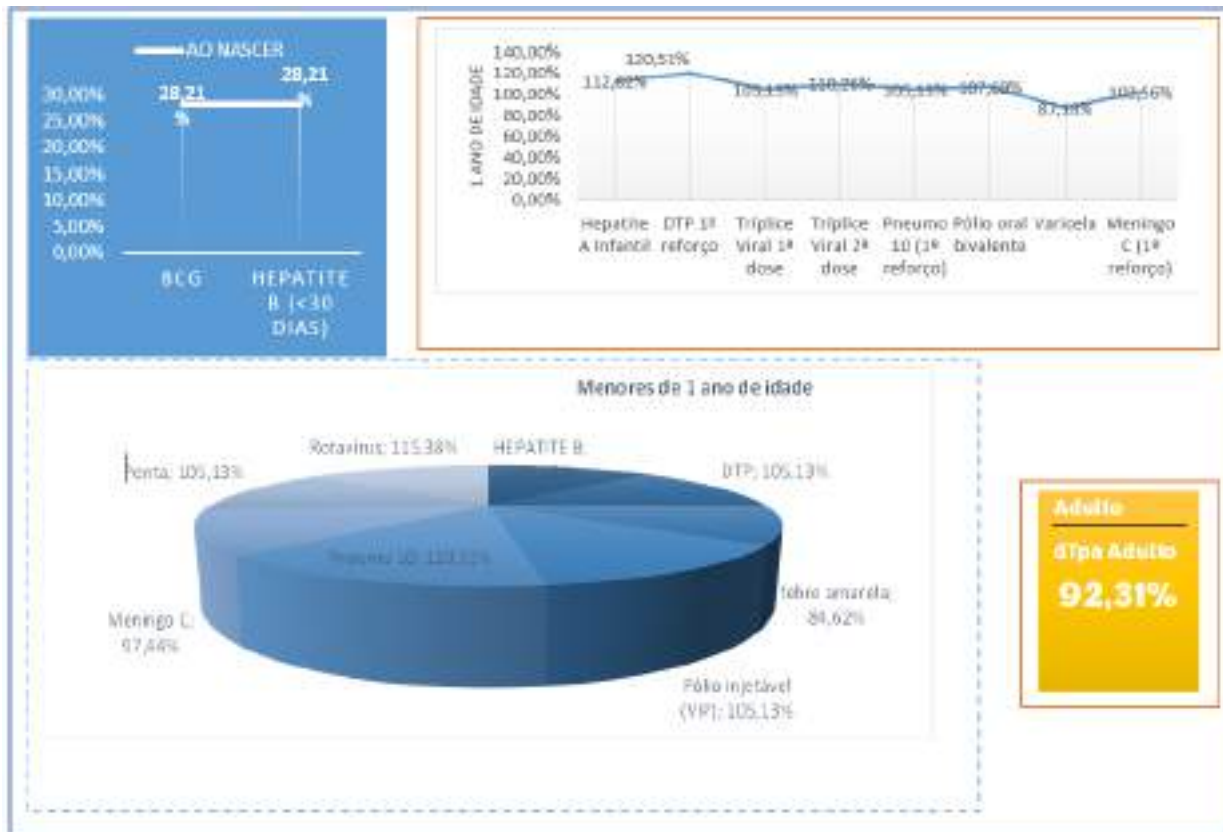 AO NASCER
28,21
%
28,21
%
30,00%
25,00%
20,00%
15,00%
10,00%
5,00%
0,00%
BCG
HEPATITE
B (<30
DIAS)
1 ANO DE IDADE
140,00%
120,00%
100,00%
80,00%
60,00%
40,00%
20,00%
0,00%
120,51%
110,26%
107,69%
87,18%
102,56%
Hepatite
A Infantil
DTP 1º
reforço
Tríplice
Viral 1ª
dose
Tríplice
Viral 2ª
dose
Pneumo
10 (1º
reforço)
Pólio oral
bivalenta
Varicela
Meningo
C (1º
reforço)
Menores de 1 ano de idade
Rotavírus; 115,38%
HEPATITE B;
Penta; 105,13%
DTP; 105,13%
Pneumo 10;
febre amarela;
84,62%
Meningo C;
97,44%
Pólio injetável
(VIP); 105,13%
Adulto
dTpa Adulto
92,31%